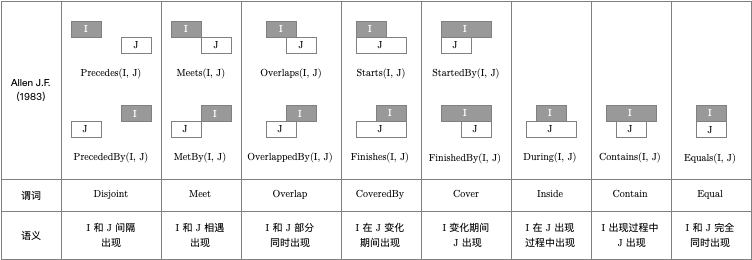 Allen J.F.
(1983)
I
J
Precedes(I, J)
I
J
Meets(I, J)
I
J
Overlaps(I, J)
I
J
Starts(I, J)
I
J
StartedBy(I, J)
I
J
PrecededBy(I, J)
I
J
MetBy(I, J)
I
J
OverlappedBy(I, J)
I
J
Finishes(I, J)
I
J
FinishedBy(I, J)
I
J
During(I, J)
I
J
Contains(I, J)
I
J
Equals(I, J)
谓词
Disjoint
Meet
Overlap
CoveredBy
Cover
Inside
Contain
Equal
语义
I 和 J 间隔
出现
I 和 J 相遇
出现
I 和 J 部分
同时出现
I 在 J 变化
期间出现
I 变化期间
J 出现
I 在 J 出现
过程中出现
I 出现过程中
J 出现
I 和 J 完全
同时出现